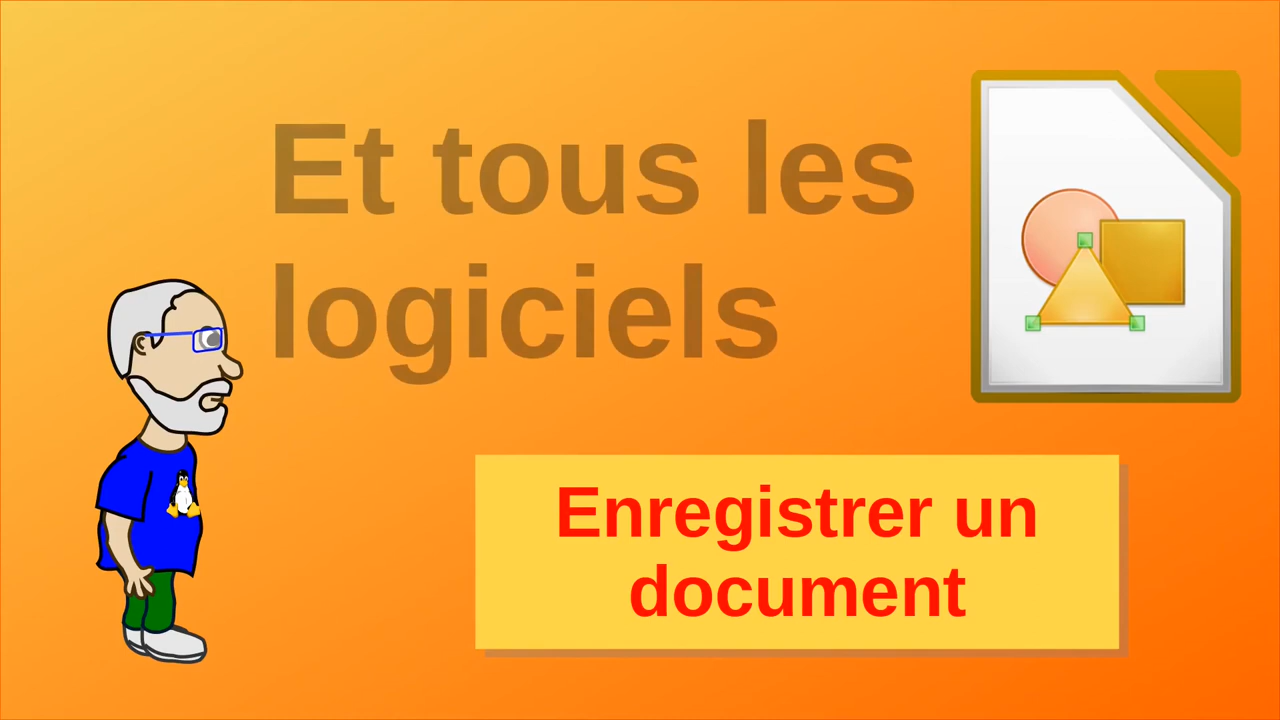 Et tous les
logiciels
Enregistrer un
document